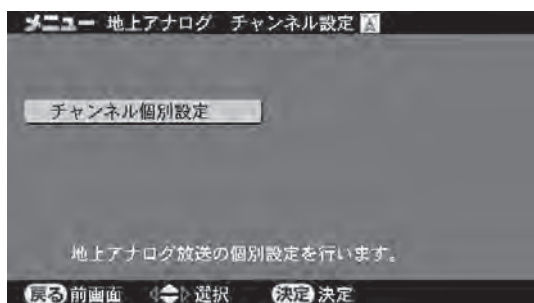 メニュー 地上アナログ チャンネル設定 A
チャンネル個別設定
地上アナログ放送の個別設定を行います。
戻る 前画面 選択 決定 決定